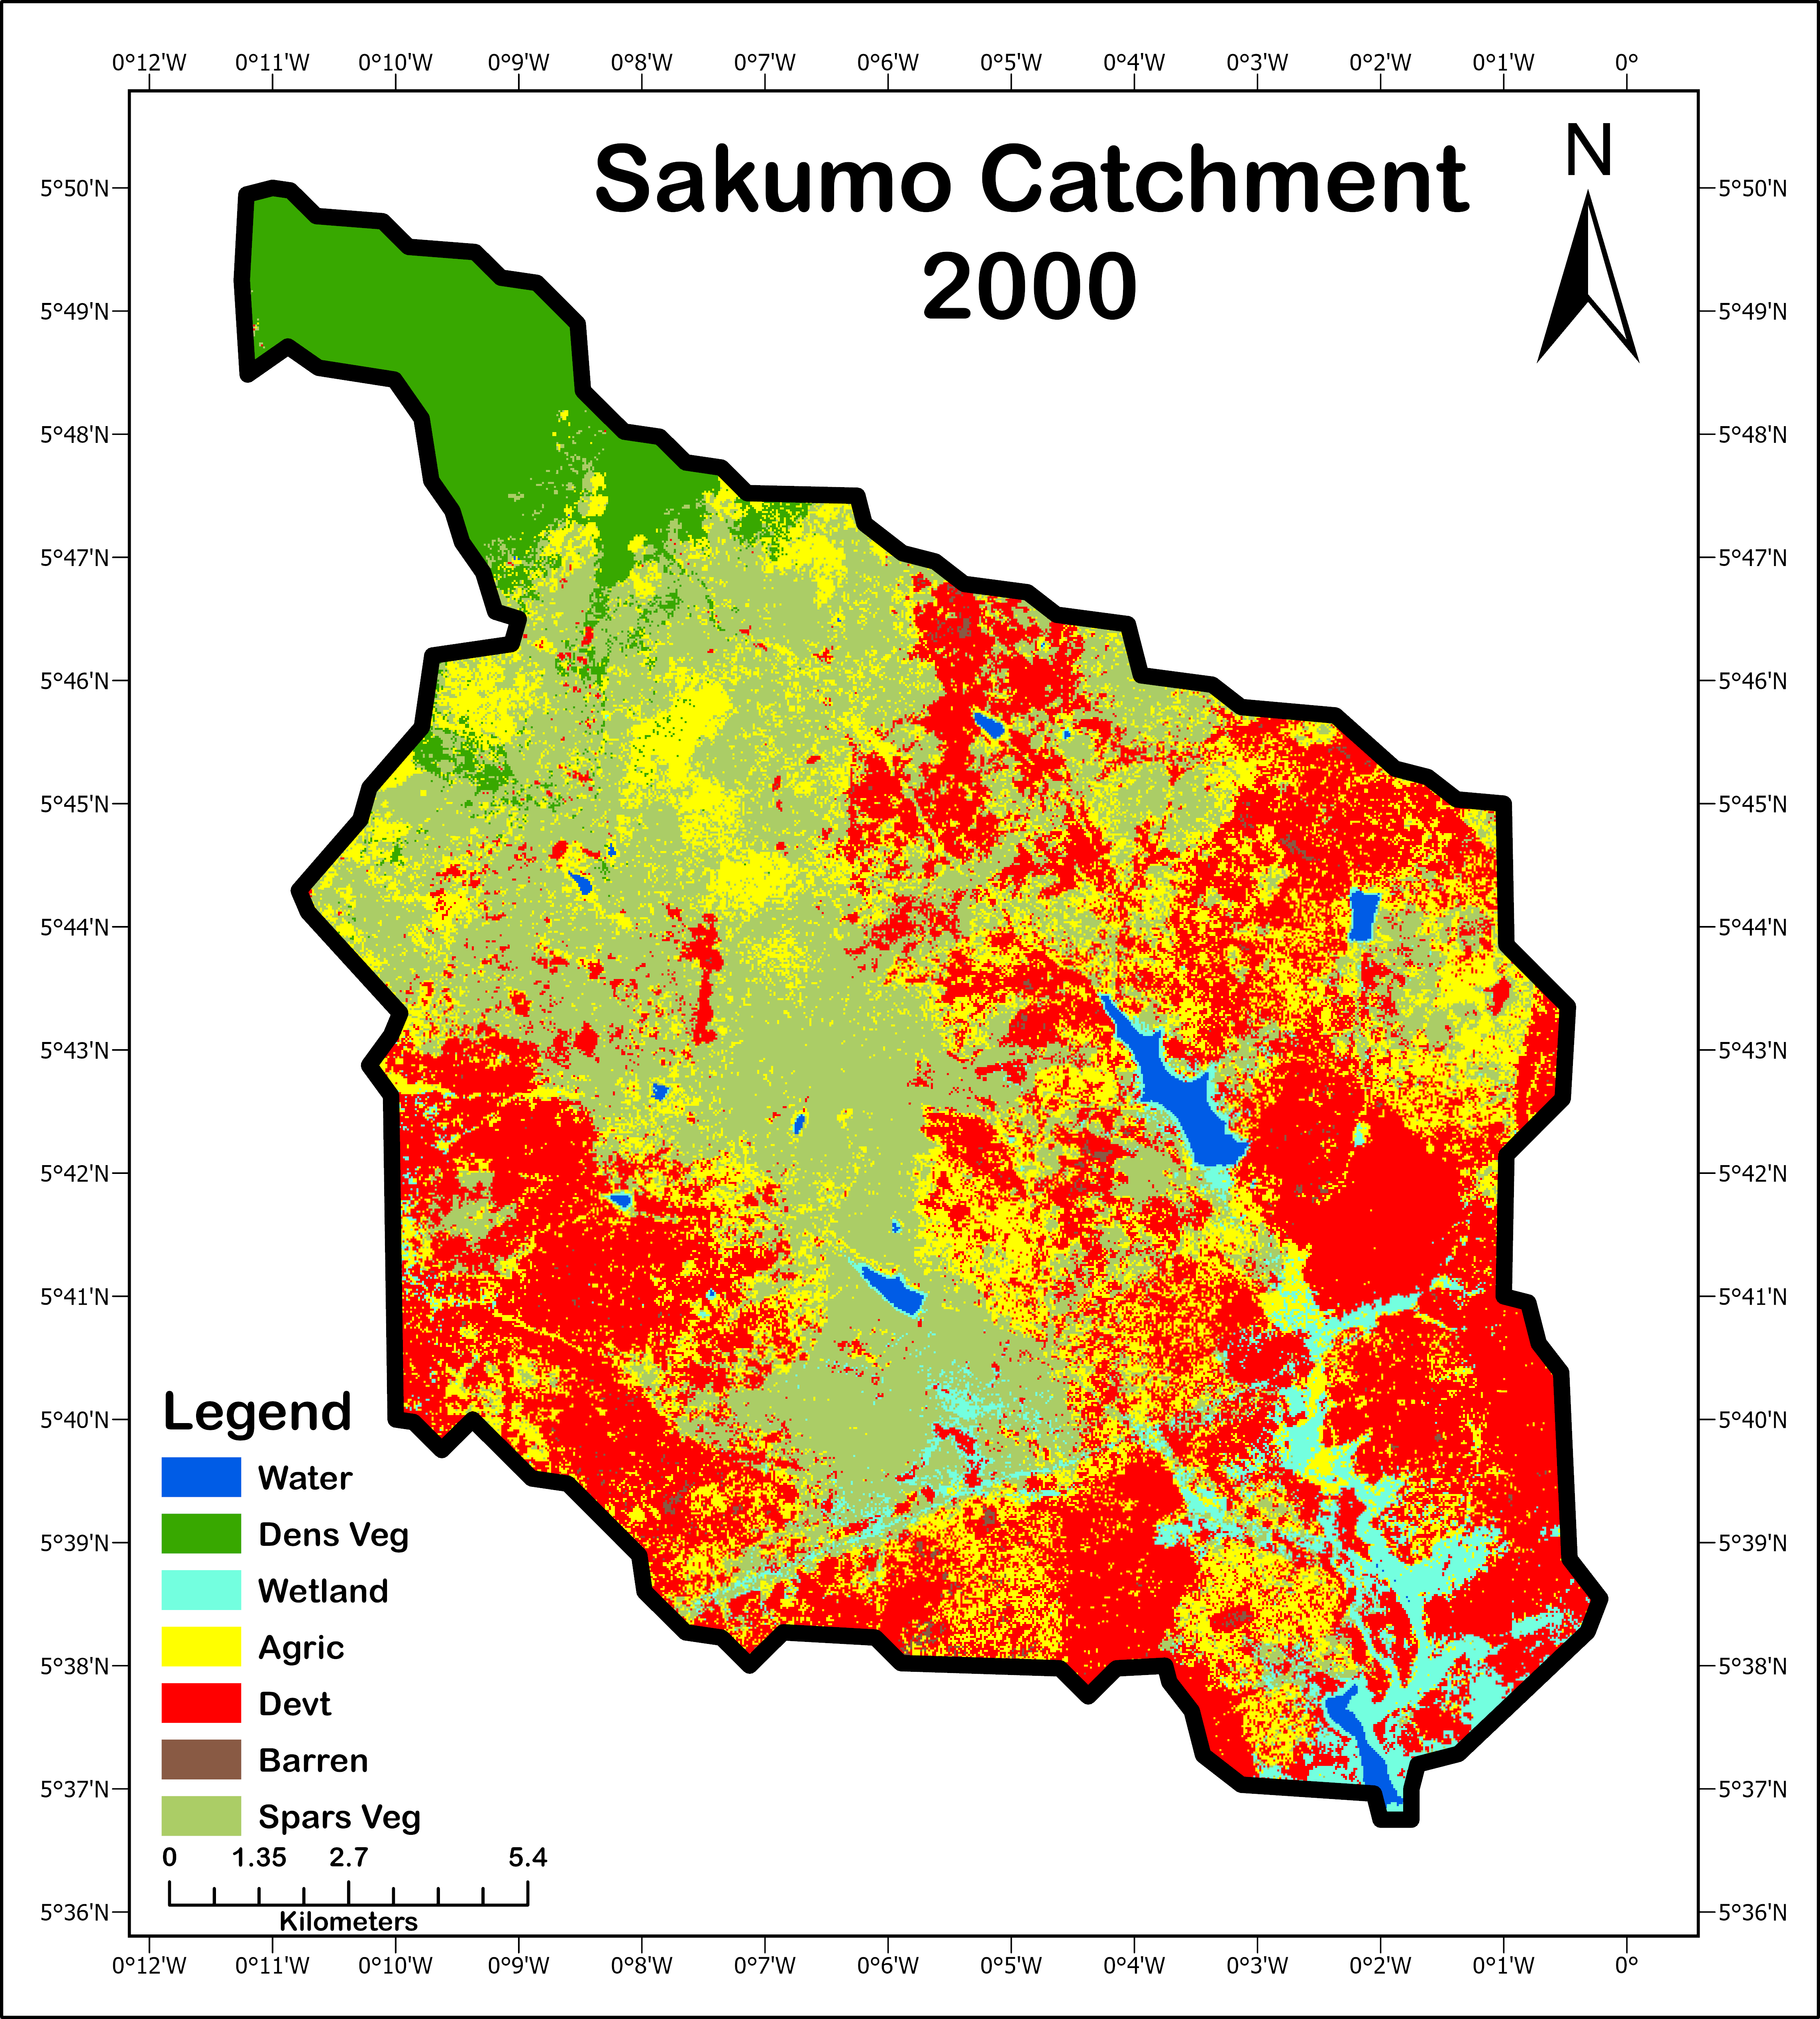 0°12'W 0°11'W 0°10'W 0°9'W 0°8'W 0°7'W 0°6'W 0°5'W 0°4'W 0°3'W 0°2'W 0°1'W 0°
Sakumo Catchment
2000
N
5°50'N 5°50'N
5°49'N 5°49'N
5°48'N 5°48'N
5°47'N 5°47'N
5°46'N 5°46'N
5°45'N 5°45'N
5°44'N 5°44'N
5°43'N 5°43'N
5°42'N 5°42'N
5°41'N 5°41'N
5°40'N 5°40'N
5°39'N 5°39'N
5°38'N 5°38'N
5°37'N 5°37'N
5°36'N 5°36'N
Legend
Water
Dens Veg
Wetland
Agric
Devt
Barren
Spars Veg
0 1.35 2.7 5.4
Kilometers
0°12'W 0°11'W 0°10'W 0°9'W 0°8'W 0°7'W 0°6'W 0°5'W 0°4'W 0°3'W 0°2'W 0°1'W 0°